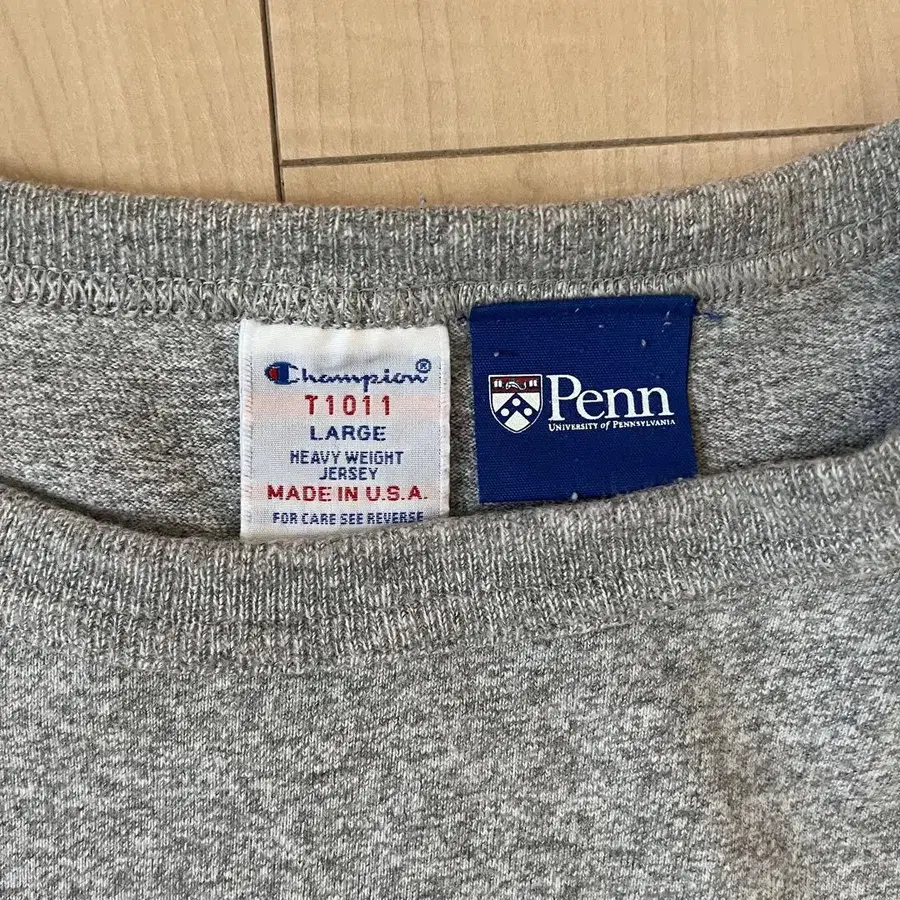 Champion®
T1011
LARGE
HEAVY WEIGHT
JERSEY
MADE IN U.S.A.
FOR CARE SEE REVERSE
Penn
UNIVERSITY of PENNSYLVANIA